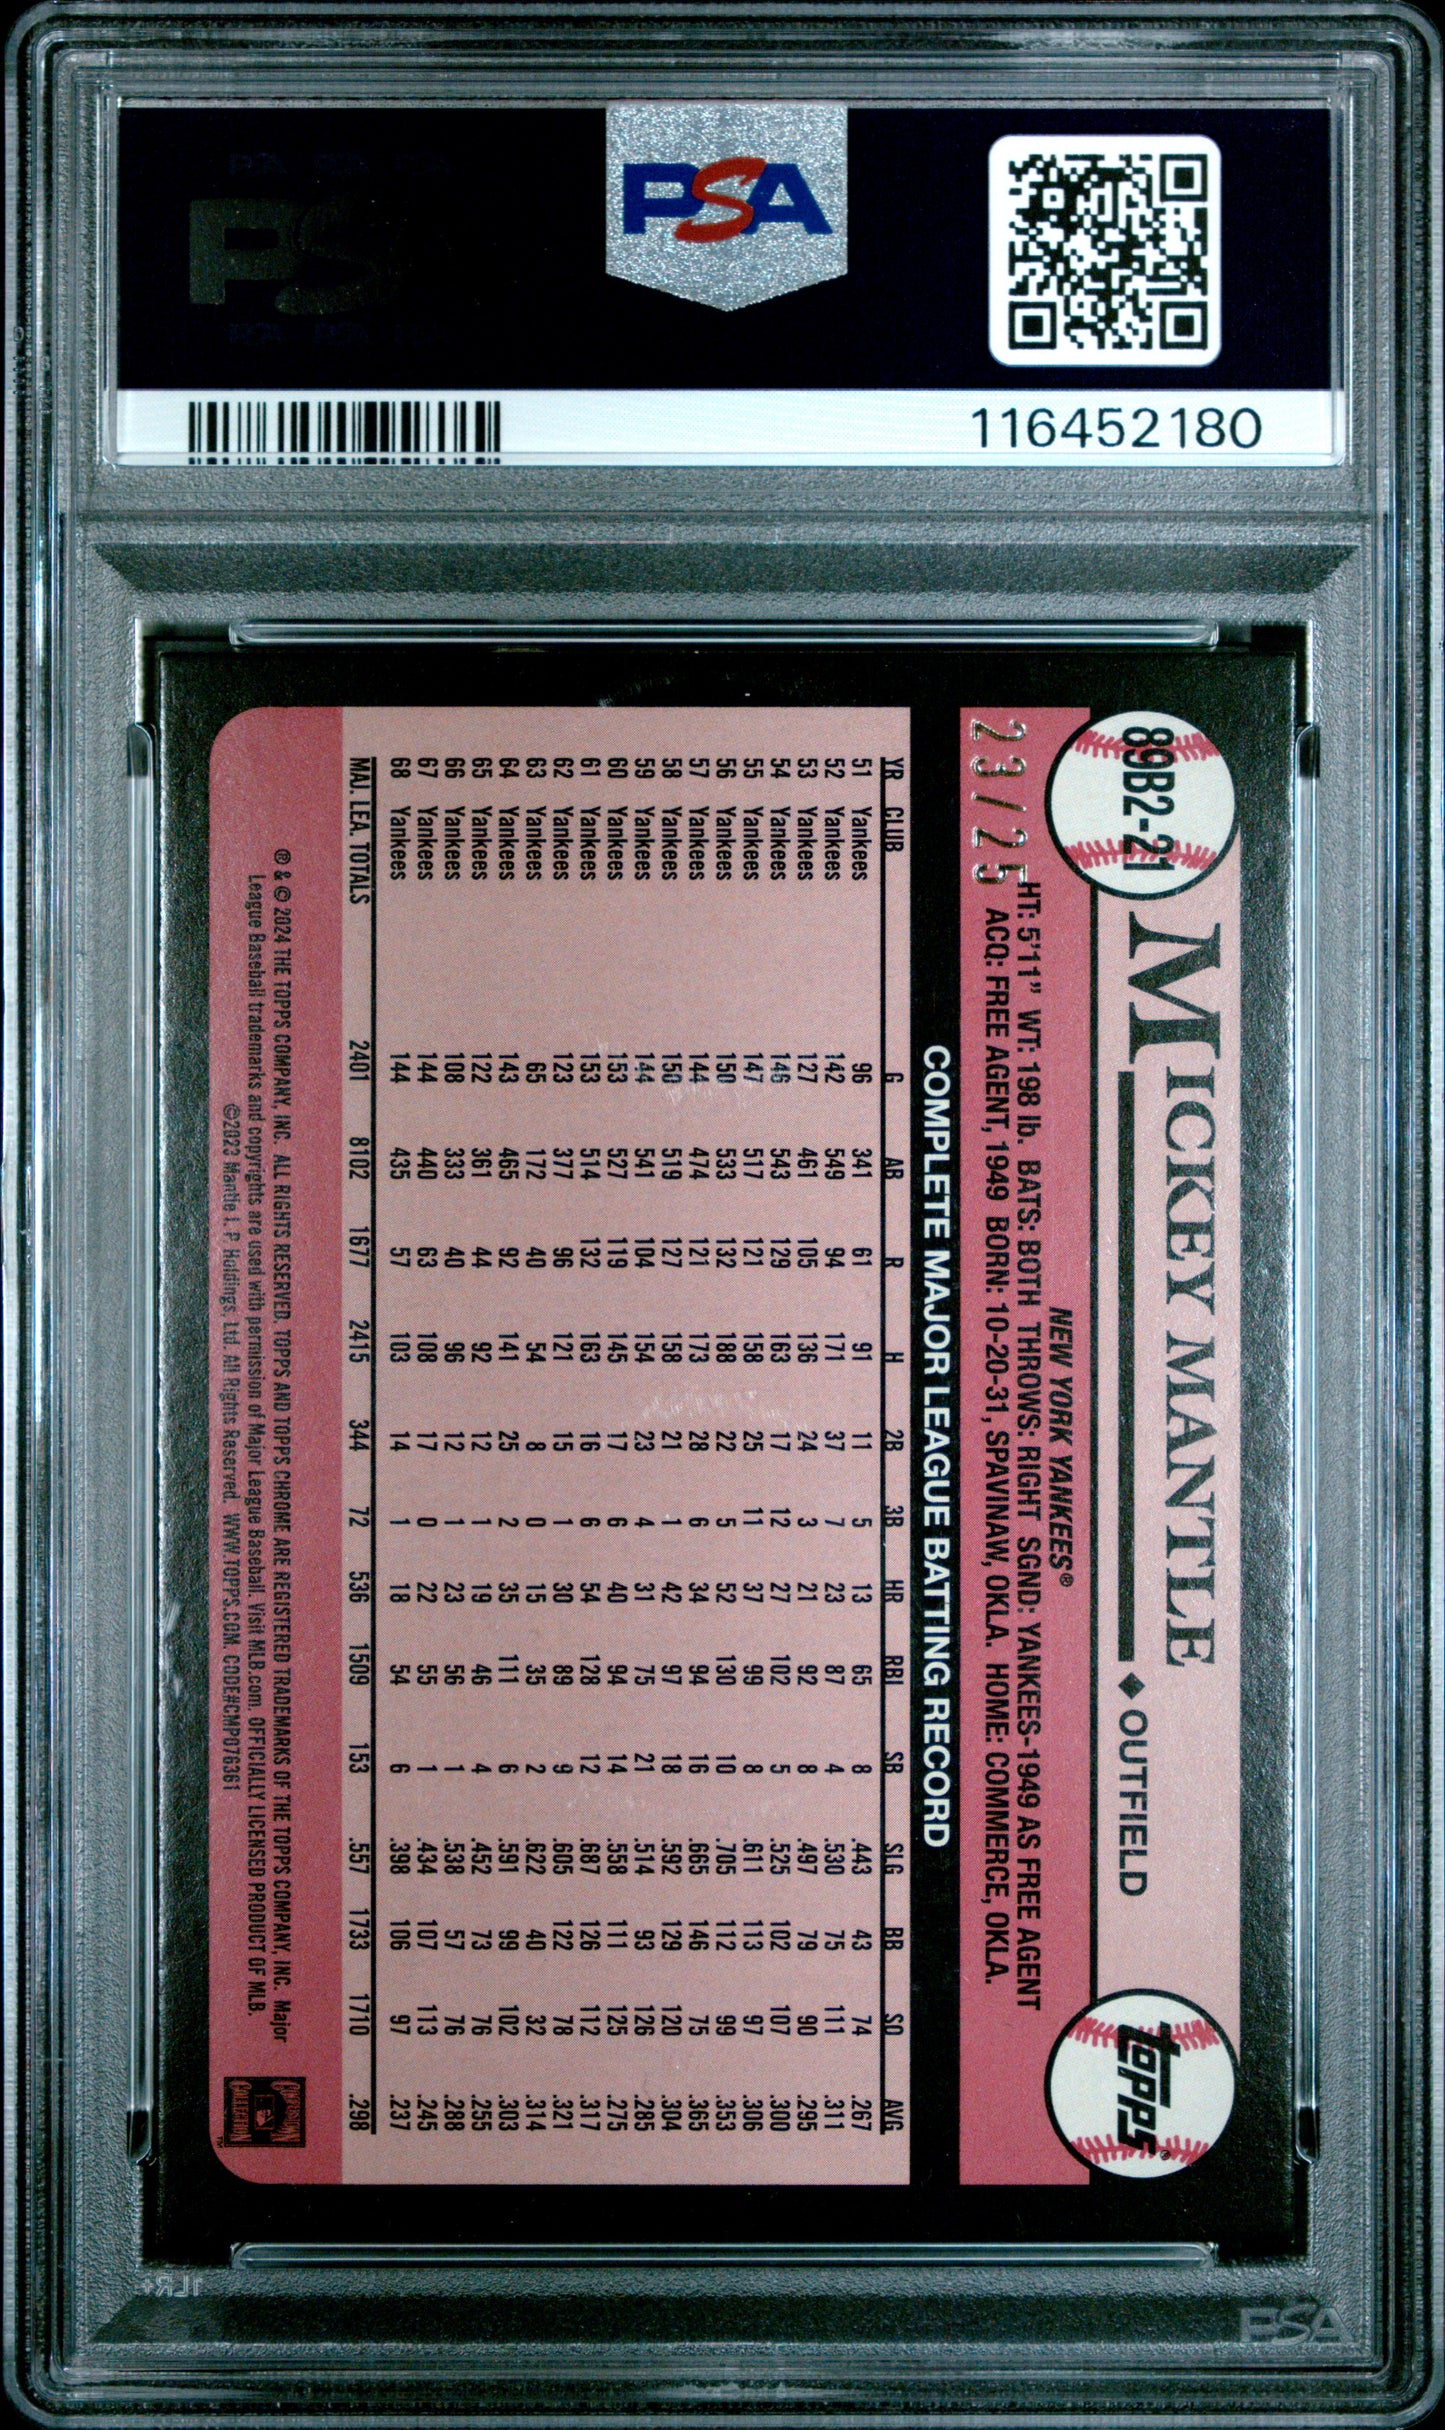 PSA
116452180
89B2-21
MICKEY MANTLE
◆ OUTFIELD
topps®
NEW YORK YANKEES®
HT: 5'11" WT: 198 lb. BATS: BOTH THROWS: RIGHT SGND: YANKEES-1949 AS FREE AGENT
ACQ: FREE AGENT, 1949 BORN: 10-20-31, SPAVINAW, OKLA. HOME: COMMERCE, OKLA.
23/25
COMPLETE MAJOR LEAGUE BATTING RECORD
YR CLUB G AB R H 2B 3B HR RBI SB SLG BB SO AVG
51 Yankees 96 341 61 91 11 5 13 65 8 .443 43 74 .267
52 Yankees 142 549 94 171 37 7 23 87 4 .530 75 111 .311
53 Yankees 127 461 105 136 24 3 21 92 8 .497 79 90 .295
54 Yankees 146 543 129 163 17 12 27 102 5 .525 102 107 .300
55 Yankees 147 517 121 158 25 11 37 99 8 .611 113 97 .306
56 Yankees 150 533 132 188 22 5 52 130 10 .705 112 99 .353
57 Yankees 144 474 121 173 28 6 34 94 16 .665 146 75 .365
58 Yankees 150 519 127 158 21 1 42 97 18 .592 129 120 .304
59 Yankees 144 541 104 154 23 4 31 75 21 .514 93 126 .285
60 Yankees 153 527 119 145 17 6 40 94 14 .558 111 125 .275
61 Yankees 153 514 132 163 16 6 54 128 12 .687 126 112 .317
62 Yankees 123 377 96 121 15 1 30 89 9 .605 122 78 .321
63 Yankees 65 172 40 54 8 0 15 35 2 .622 40 32 .314
64 Yankees 143 465 92 141 25 2 35 111 6 .591 99 102 .303
65 Yankees 122 361 44 92 12 1 19 46 4 .452 73 76 .255
66 Yankees 108 333 40 96 12 1 23 56 1 .538 57 76 .288
67 Yankees 144 440 63 108 17 0 22 55 1 .434 107 113 .245
68 Yankees 144 435 57 103 14 1 18 54 6 .398 106 97 .237
MAJ. LEA. TOTALS 2401 8102 1677 2415 344 72 536 1509 153 .557 1733 1710 .298
® & © 2024 THE TOPPS COMPANY, INC. ALL RIGHTS RESERVED. TOPPS AND TOPPS CHROME ARE REGISTERED TRADEMARKS OF THE TOPPS COMPANY, INC. Major
League Baseball trademarks and copyrights are used with permission of Major League Baseball. Visit MLB.com. OFFICIALLY LICENSED PRODUCT OF MLB.
©2023 Mantle I. P. Holdings, Ltd. All Rights Reserved. WWW.TOPPS.COM. CODE#CMP076361
COOPERSTOWN
COLLECTION™
1LR+
PSA